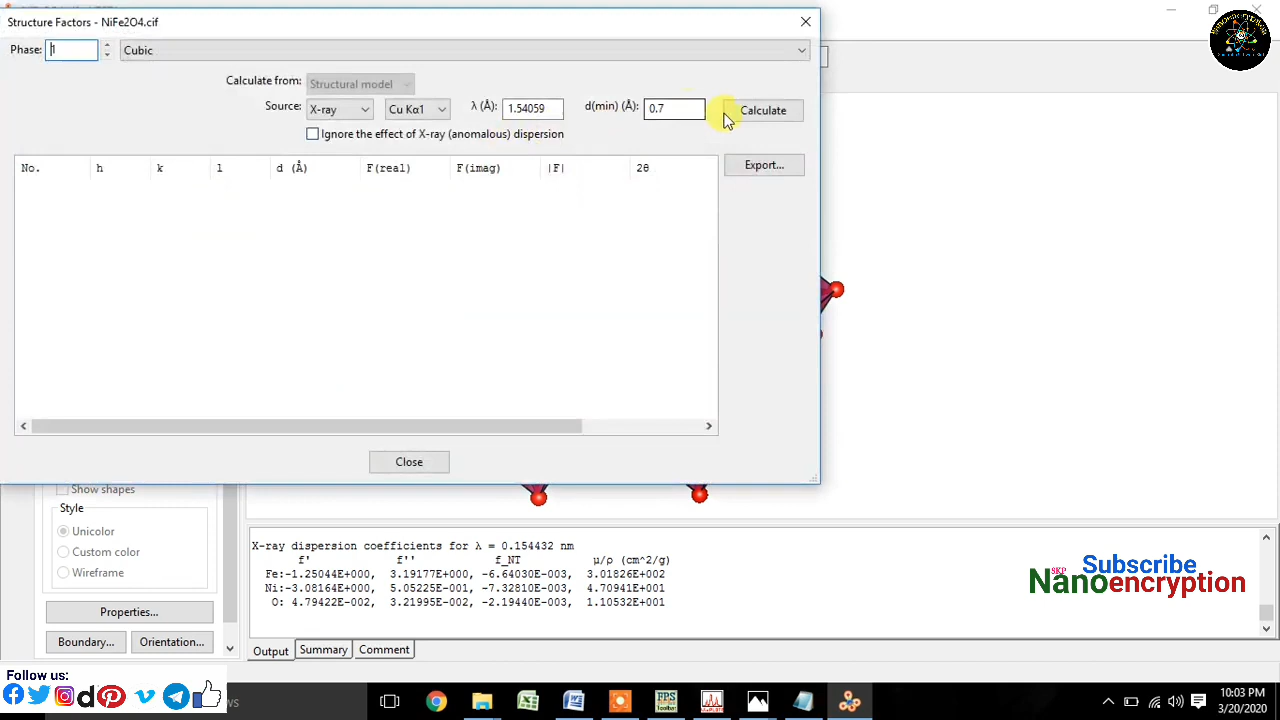 Structure Factors - NiFe2O4.cif
Phase: 1 Cubic
Calculate from: Structural model
Source: X-ray Cu Kα1 λ (Å): 1.54059 d(min) (Å): 0.7 Calculate
Ignore the effect of X-ray (anomalous) dispersion
No. h k l d (Å) F(real) F(imag) |F| 2θ
Export...
Close
Show shapes
Style
Unicolor
Custom color
Wireframe
Properties...
Boundary... Orientation...
X-ray dispersion coefficients for λ = 0.154432 nm
f' f'' f_NT μ/ρ (cm^2/g)
Fe:-1.25044E+000, 3.19177E+000, -6.64030E-003, 3.01826E+002
Ni:-3.08164E+000, 5.05221E-001, -7.32810E-003, 4.70941E+001
O: 4.79422E-002, 3.21995E-002, -2.19440E-003, 1.10532E+001
Output Summary Comment
Subscribe
SKP
Nanoencryption
Follow us:
10:03 PM
3/20/2020